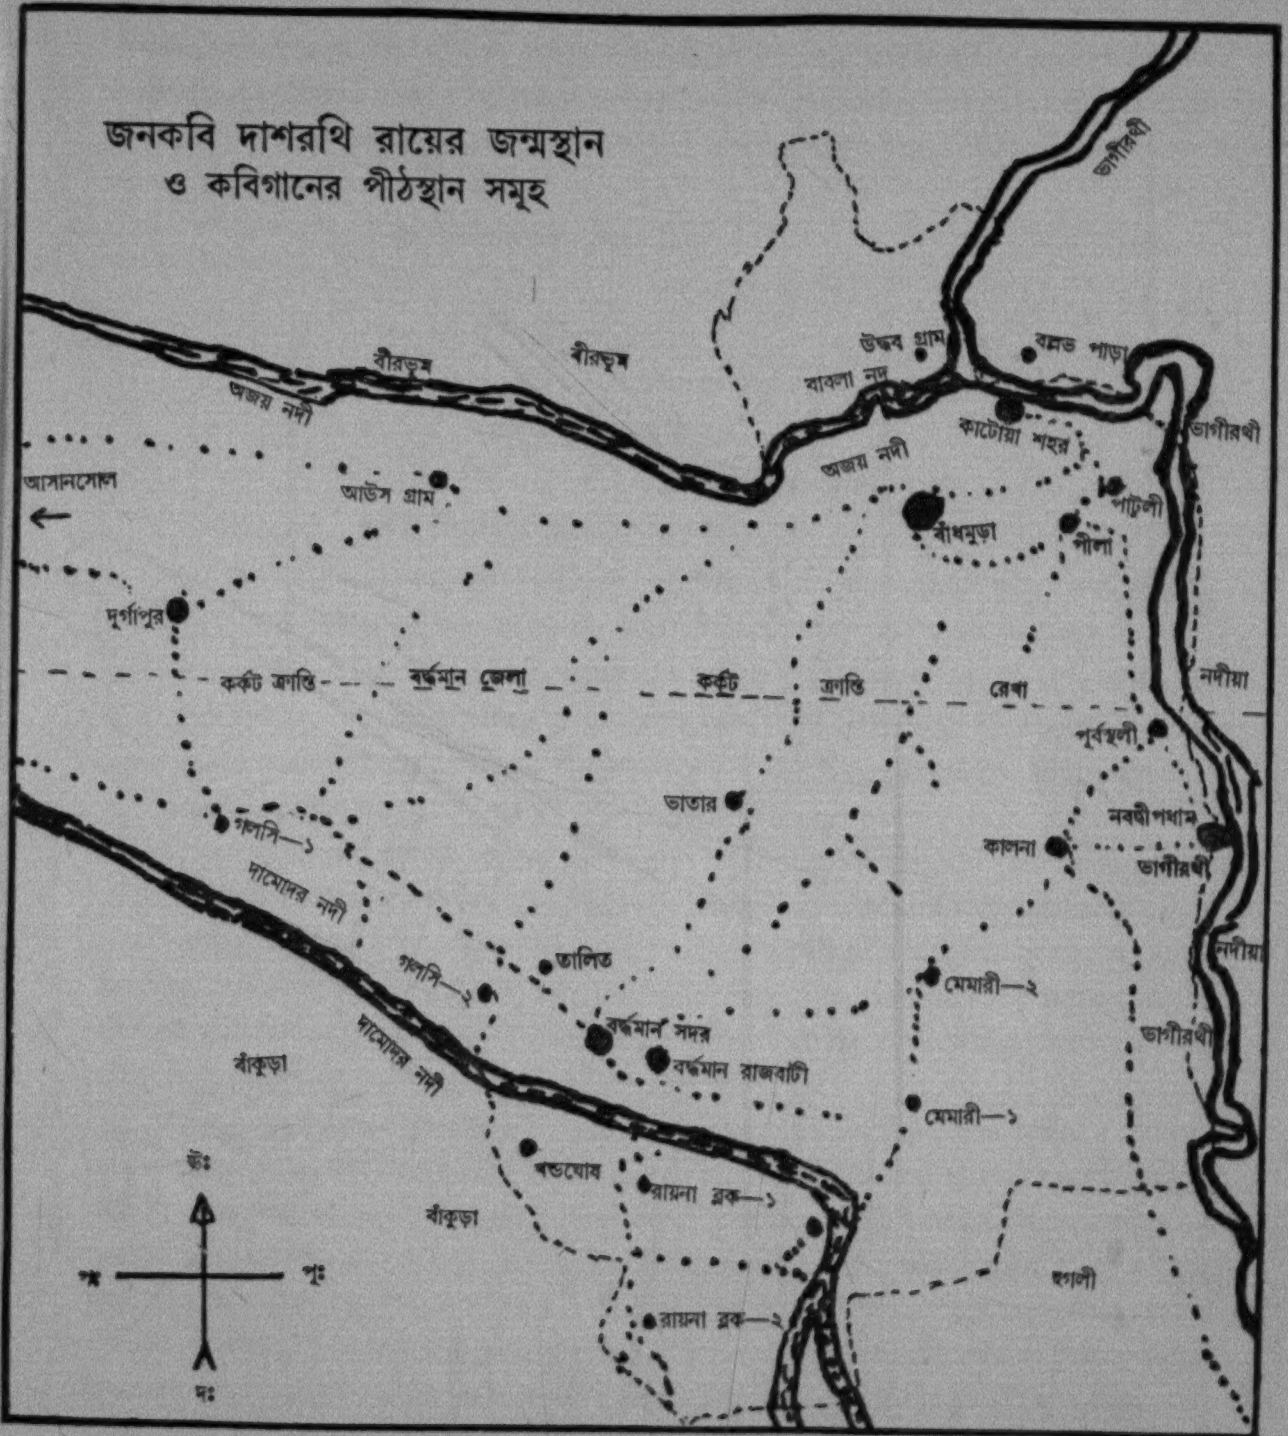 জনকবি দাশরথি রায়ের জন্মস্থান
ও কবিগানের পীঠস্থান সমূহ
ভাগীরথী
উদ্ধব গ্রাম
বল্লভ পাড়া
বীরভূম
বীরভূম
বাবলা নদ
অজয় নদী
কাটোয়া শহর
ভাগীরথী
অজয় নদী
আসানসোল
আউস গ্রাম
পাটুলী
বাঁধমুড়া
পীলা
দুর্গাপুর
কর্কট ক্রান্তি
বর্দ্ধমান জেলা
কর্কট
ক্রান্তি
রেখা
নদীয়া
পূর্বস্থলী
ভাতার
নবদ্বীপধাম
গলসি—১
কালনা
ভাগীরথী
দামোদর নদী
নদীয়া
তালিত
গলসি—২
মেমারী—২
বর্দ্ধমান সদর
ভাগীরথী
দামোদর নদী
বাঁকুড়া
বর্দ্ধমান রাজবাটী
মেমারী—১
উঃ
খন্ডঘোষ
রায়না ব্লক—১
বাঁকুড়া
পঃ
পূঃ
হুগলী
রায়না ব্লক—২
দঃ